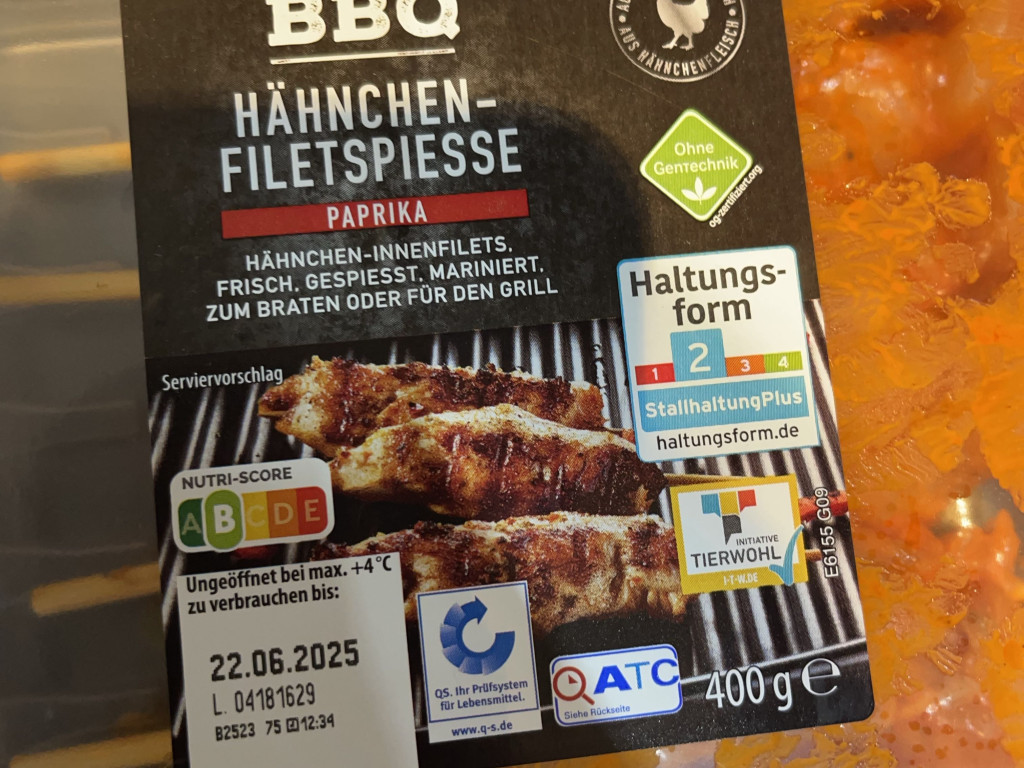 BBQ
AUS HÄHNCHENFLEISCH
HÄHNCHEN-
FILETSPIESSE
PAPRIKA
HÄHNCHEN-INNENFILETS,
FRISCH, GESPIESST, MARINIERT,
ZUM BRATEN ODER FÜR DEN GRILL
Ohne
GenTechnik
og-zertifiziert.org
Haltungs-
form
1 2 3 4
StallhaltungPlus
haltungsform.de
Serviervorschlag
NUTRI-SCORE
A B C D E
INITIATIVE
TIERWOHL
I-T-W.DE
E6155 G09
Ungeöffnet bei max. +4°C
zu verbrauchen bis:
22.06.2025
L. 04181629
B2523 75 12:34
QS. Ihr Prüfsystem
für Lebensmittel.
www.q-s.de
ATC
Siehe Rückseite
400 g ℮